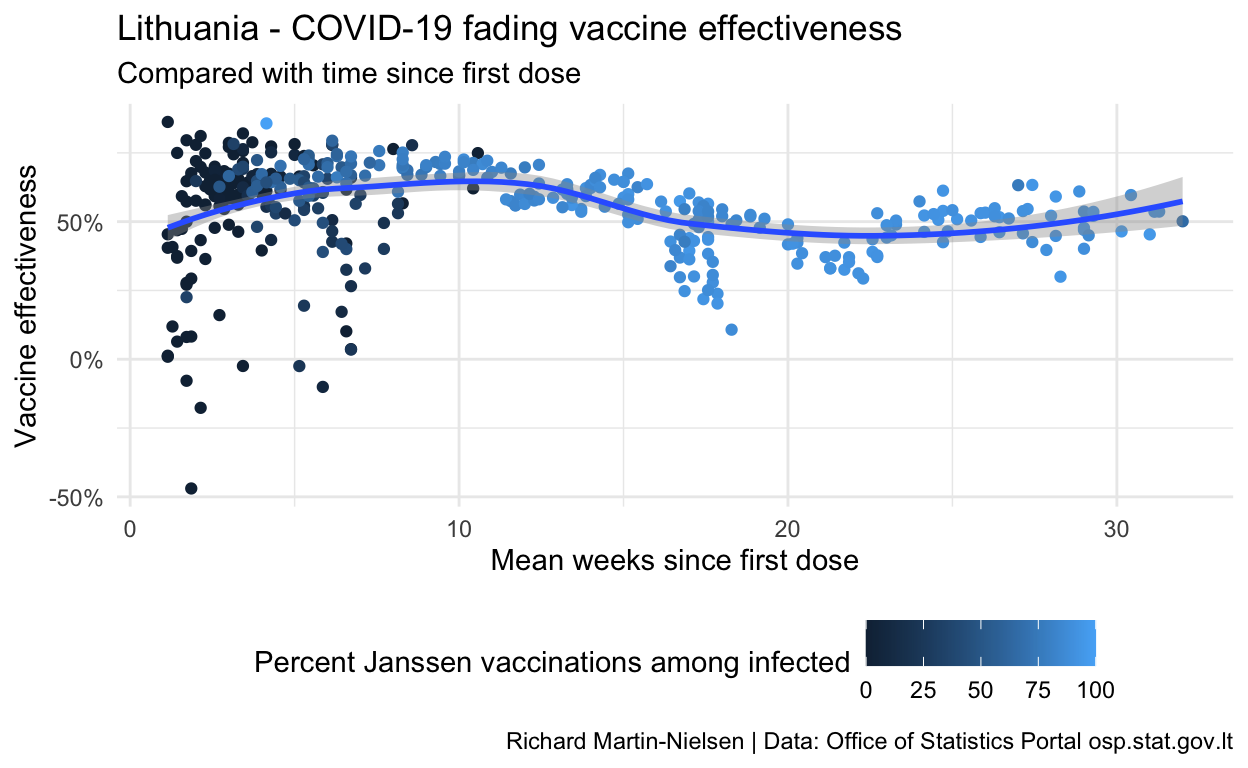 Lithuania - COVID-19 fading vaccine effectiveness
Compared with time since first dose
Vaccine effectiveness
50%
0%
-50%
0 10 20 30
Mean weeks since first dose
Percent Janssen vaccinations among infected
0 25 50 75 100
Richard Martin-Nielsen | Data: Office of Statistics Portal osp.stat.gov.lt